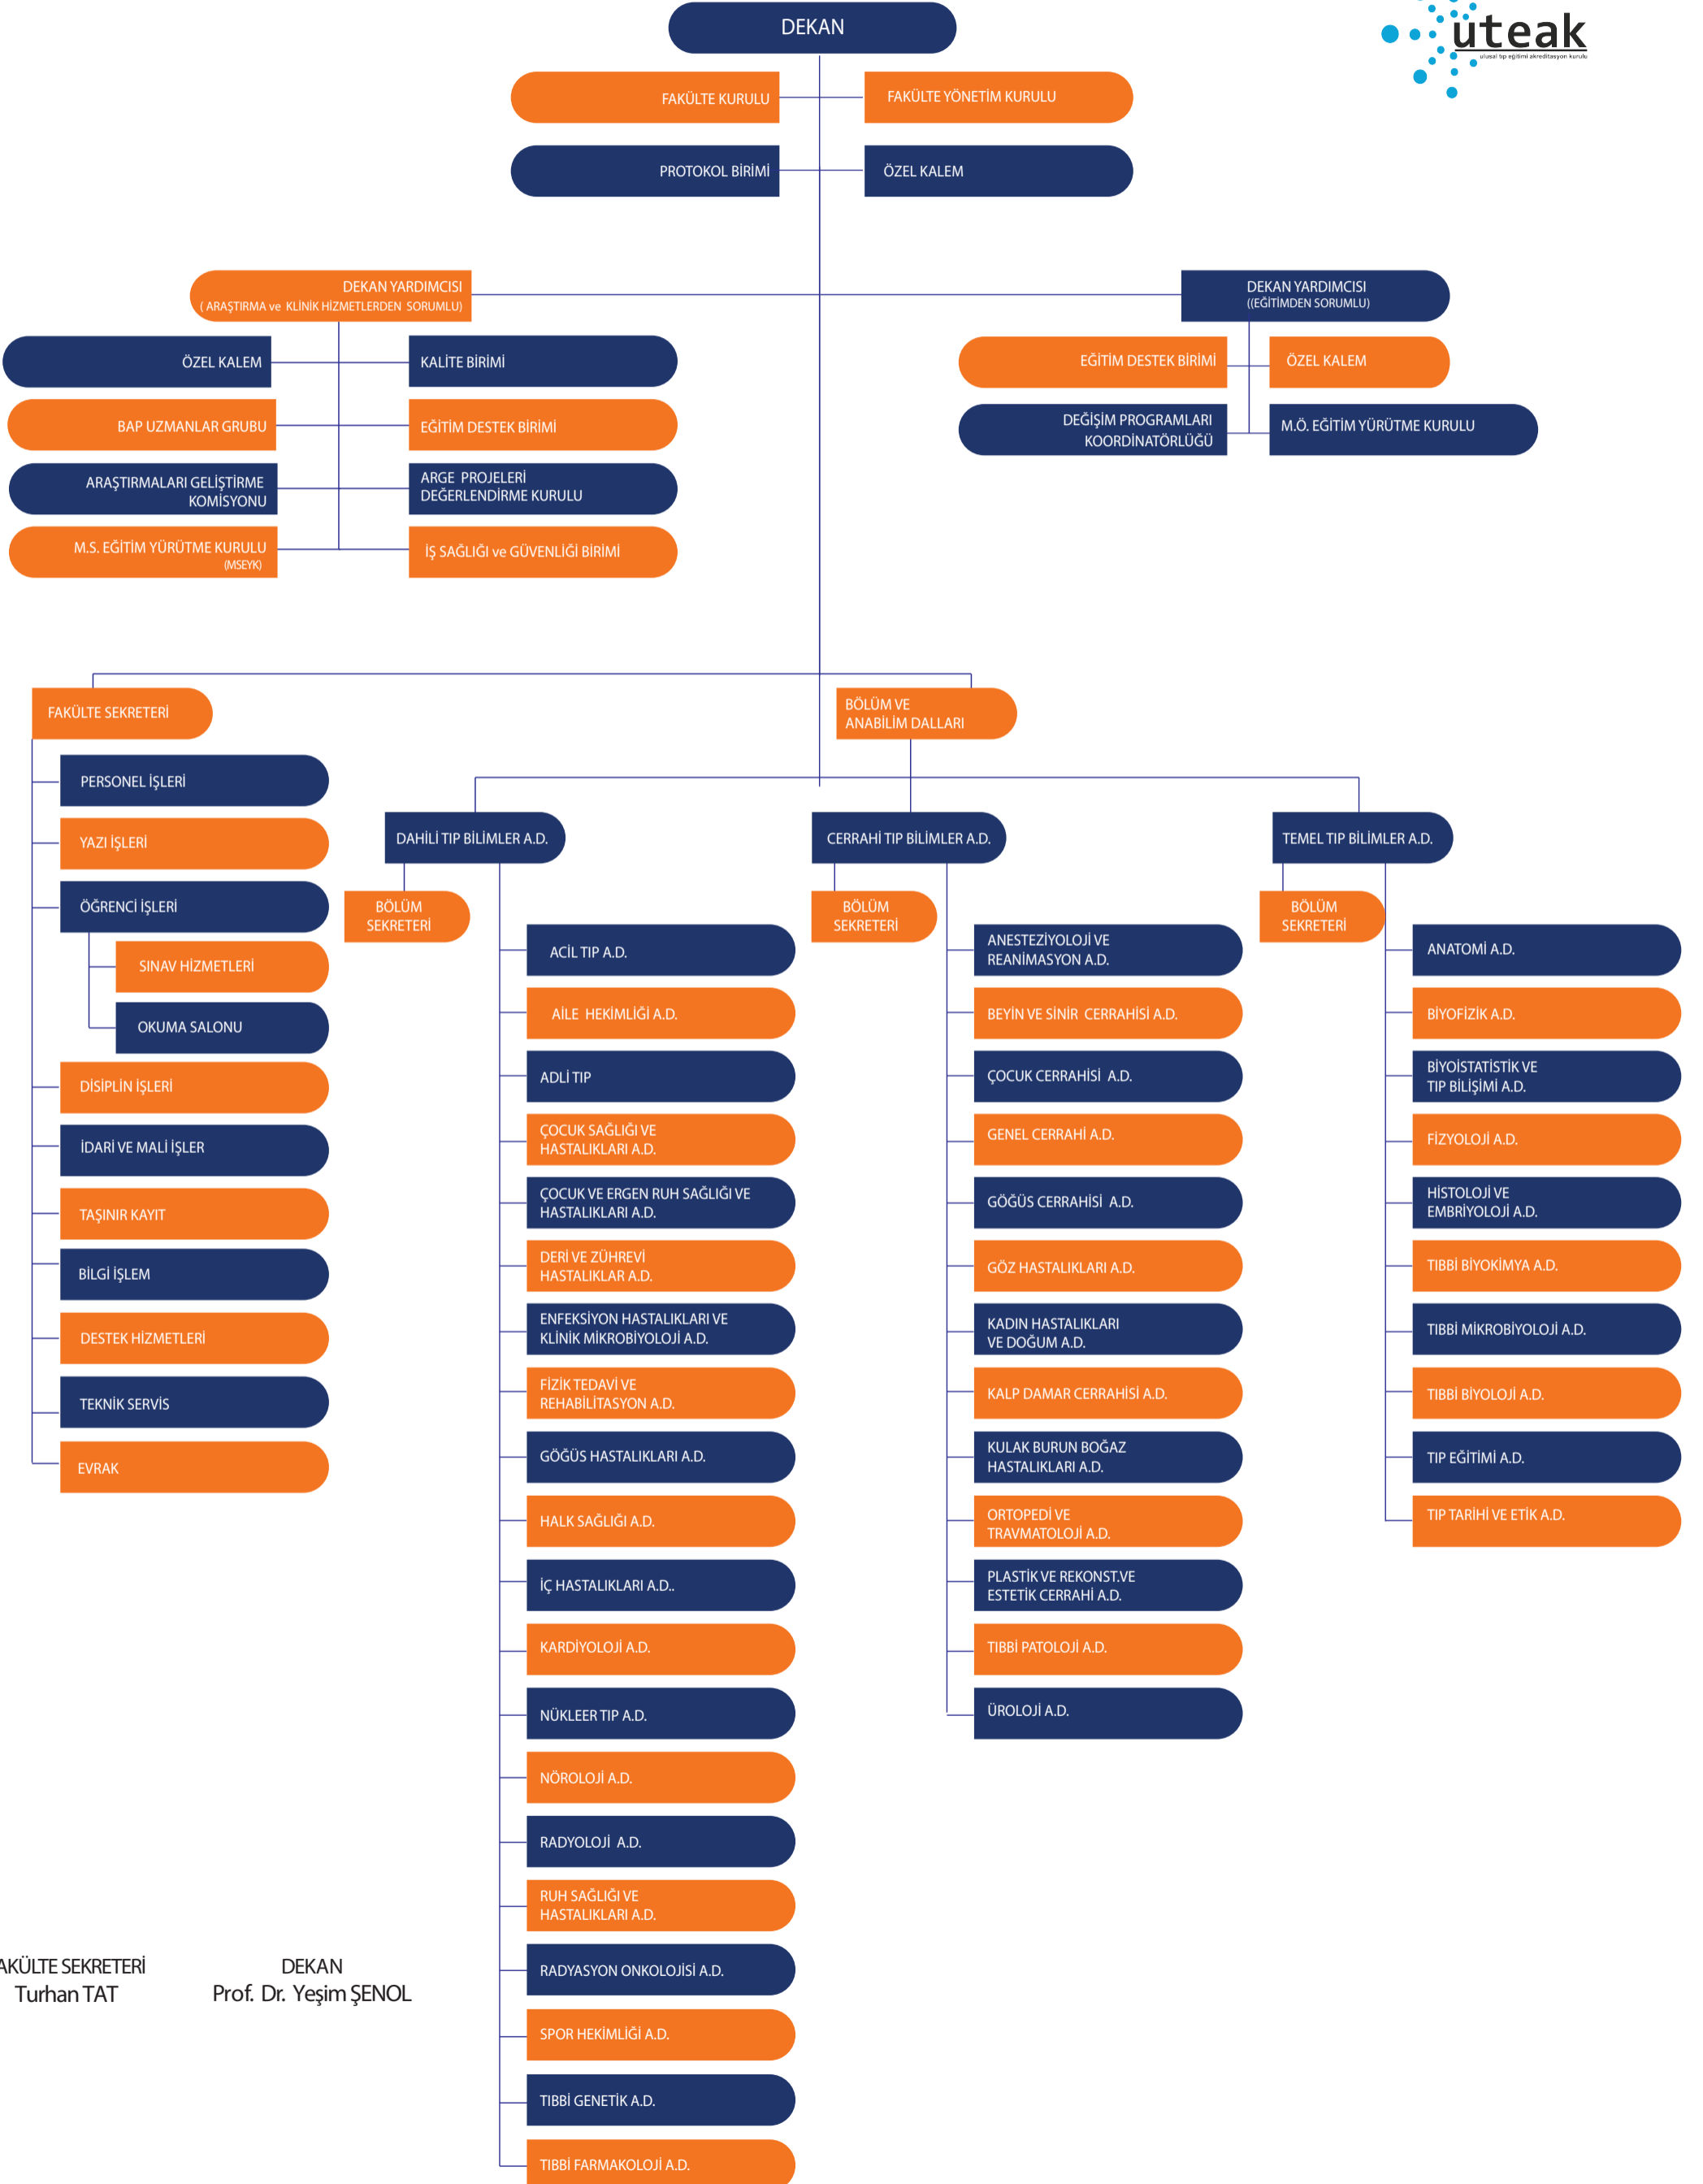 DEKAN
uteak
ulusal tıp eğitimi akreditasyon kurulu
FAKÜLTE KURULU
FAKÜLTE YÖNETİM KURULU
PROTOKOL BİRİMİ
ÖZEL KALEM
DEKAN YARDIMCISI
( ARAŞTIRMA ve KLİNİK HİZMETLERDEN SORUMLU)
DEKAN YARDIMCISI
((EĞİTİMDEN SORUMLU)
ÖZEL KALEM
KALİTE BİRİMİ
BAP UZMANLAR GRUBU
EĞİTİM DESTEK BİRİMİ
ARAŞTIRMALARI GELİŞTİRME
KOMİSYONU
ARGE PROJELERİ
DEĞERLENDİRME KURULU
M.S. EĞİTİM YÜRÜTME KURULU
(MSEYK)
İŞ SAĞLIĞI ve GÜVENLİĞİ BİRİMİ
EĞİTİM DESTEK BİRİMİ
ÖZEL KALEM
DEĞİŞİM PROGRAMLARI
KOORDİNATÖRLÜĞÜ
M.Ö. EĞİTİM YÜRÜTME KURULU
FAKÜLTE SEKRETERİ
BÖLÜM VE
ANABİLİM DALLARI
PERSONEL İŞLERİ
YAZI İŞLERİ
ÖĞRENCİ İŞLERİ
SINAV HİZMETLERİ
OKUMA SALONU
DİSİPLİN İŞLERİ
İDARİ VE MALİ İŞLER
TAŞINIR KAYIT
BİLGİ İŞLEM
DESTEK HİZMETLERİ
TEKNİK SERVİS
EVRAK
DAHİLİ TIP BİLİMLER A.D.
BÖLÜM
SEKRETERİ
ACİL TIP A.D.
AİLE HEKİMLİĞİ A.D.
ADLİ TIP
ÇOCUK SAĞLIĞI VE
HASTALIKLARI A.D.
ÇOCUK VE ERGEN RUH SAĞLIĞI VE
HASTALIKLARI A.D.
DERİ VE ZÜHREVİ
HASTALIKLAR A.D.
ENFEKSİYON HASTALIKLARI VE
KLİNİK MİKROBİYOLOJİ A.D.
FİZİK TEDAVİ VE
REHABİLİTASYON A.D.
GÖĞÜS HASTALIKLARI A.D.
HALK SAĞLIĞI A.D.
İÇ HASTALIKLARI A.D..
KARDİYOLOJİ A.D.
NÜKLEER TIP A.D.
NÖROLOJİ A.D.
RADYOLOJİ A.D.
RUH SAĞLIĞI VE
HASTALIKLARI A.D.
RADYASYON ONKOLOJİSİ A.D.
SPOR HEKİMLİĞİ A.D.
TIBBİ GENETİK A.D.
TIBBİ FARMAKOLOJİ A.D.
CERRAHİ TIP BİLİMLER A.D.
BÖLÜM
SEKRETERİ
ANESTEZİYOLOJİ VE
REANİMASYON A.D.
BEYİN VE SİNİR CERRAHİSİ A.D.
ÇOCUK CERRAHİSİ A.D.
GENEL CERRAHİ A.D.
GÖĞÜS CERRAHİSİ A.D.
GÖZ HASTALIKLARI A.D.
KADIN HASTALIKLARI
VE DOĞUM A.D.
KALP DAMAR CERRAHİSİ A.D.
KULAK BURUN BOĞAZ
HASTALIKLARI A.D.
ORTOPEDİ VE
TRAVMATOLOJİ A.D.
PLASTİK VE REKONST.VE
ESTETİK CERRAHİ A.D.
TIBBİ PATOLOJİ A.D.
ÜROLOJİ A.D.
TEMEL TIP BİLİMLER A.D.
BÖLÜM
SEKRETERİ
ANATOMİ A.D.
BİYOFİZİK A.D.
BİYOİSTATİSTİK VE
TIP BİLİŞİMİ A.D.
FİZYOLOJİ A.D.
HİSTOLOJİ VE
EMBRİYOLOJİ A.D.
TIBBİ BİYOKİMYA A.D.
TIBBİ MİKROBİYOLOJİ A.D.
TIBBİ BİYOLOJİ A.D.
TIP EĞİTİMİ A.D.
TIP TARİHİ VE ETİK A.D.
AKÜLTE SEKRETERİ
Turhan TAT
DEKAN
Prof. Dr. Yeşim ŞENOL